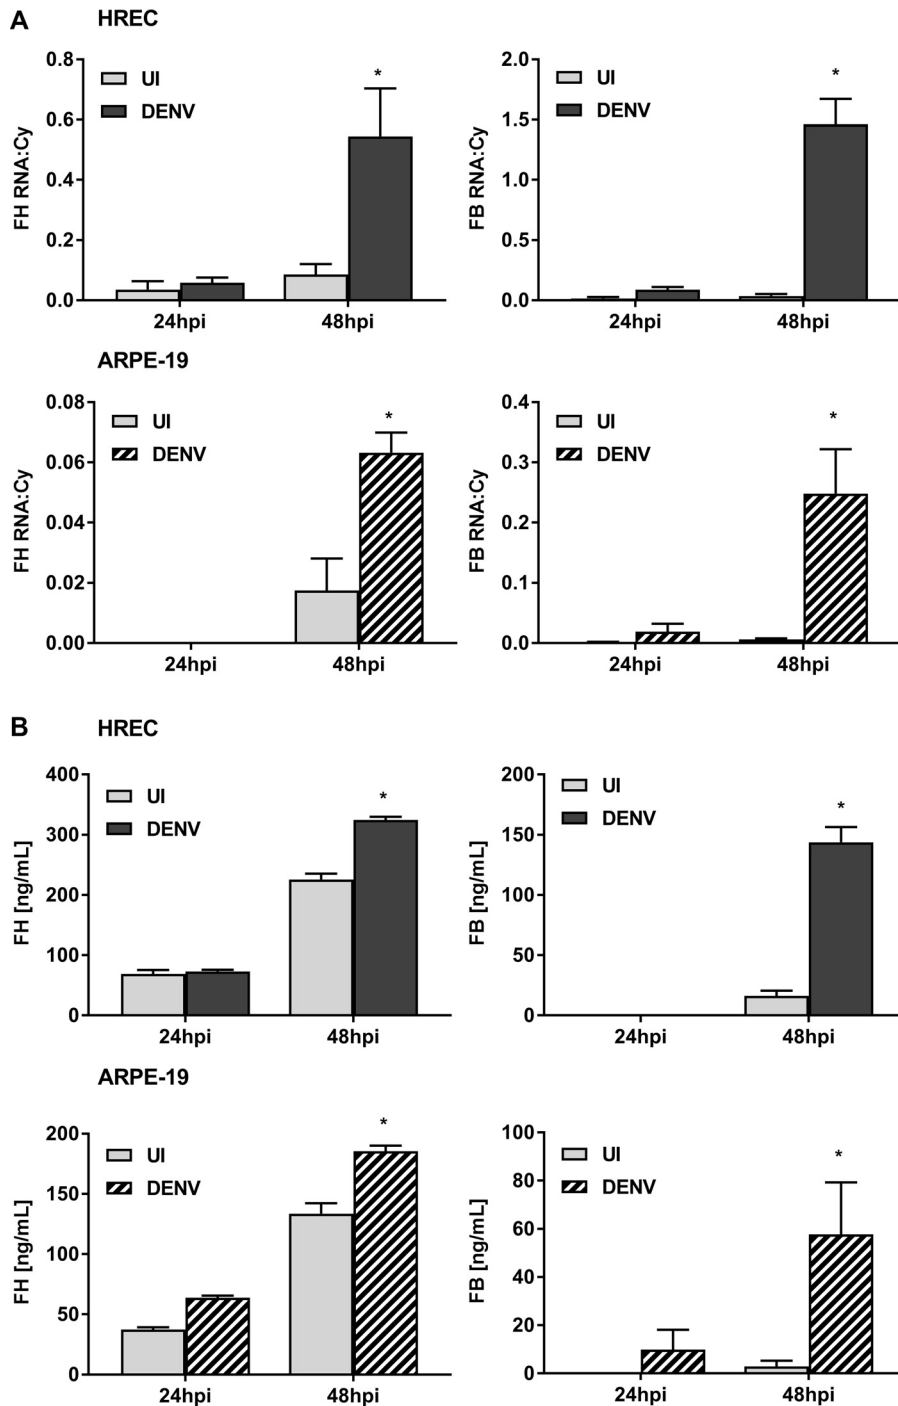 A
HREC
FH RNA:Cy
0.8
0.6
0.4
0.2
0.0
UI
DENV
*
24hpi
48hpi
FB RNA:Cy
2.0
1.5
1.0
0.5
0.0
UI
DENV
*
24hpi
48hpi
ARPE-19
FH RNA:Cy
0.08
0.06
0.04
0.02
0.00
UI
DENV
*
24hpi
48hpi
FB RNA:Cy
0.4
0.3
0.2
0.1
0.0
UI
DENV
*
24hpi
48hpi
B
HREC
FH [ng/mL]
400
300
200
100
0
UI
DENV
*
24hpi
48hpi
FB [ng/mL]
200
150
100
50
0
UI
DENV
*
24hpi
48hpi
ARPE-19
FH [ng/mL]
200
150
100
50
0
UI
DENV
*
24hpi
48hpi
FB [ng/mL]
100
80
60
40
20
0
UI
DENV
*
24hpi
48hpi